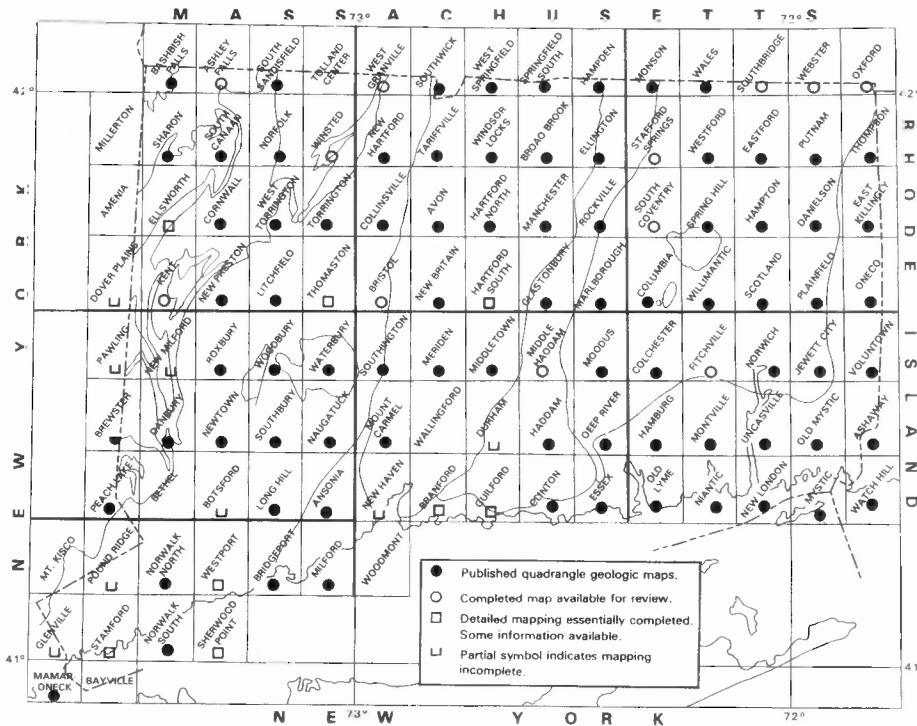 M A S S A C H U S E T T S
73°
72°
BASHBISH FALLS
ASHLEY FALLS
SOUTH SANDISFIELD
TOLLAND CENTER
WEST GRANVILLE
SOUTHWICK
WEST SPRINGFIELD
SPRINGFIELD SOUTH
HAMPDEN
MONSON
WALES
SOUTHBRIDGE
WEBSTER
OXFORD
42°
42°
MILLERTON
SHARON
SOUTH CANAAN
NORFOLK
WINSTED
NEW HARTFORD
TARIFFVILLE
WINDSOR LOCKS
BROAD BROOK
ELLINGTON
STAFFORD SPRINGS
WESTFORD
EASTFORD
PUTNAM
THOMPSON
AMENIA
ELLSWORTH
CORNWALL
WEST TORRINGTON
TORRINGTON
COLLINSVILLE
AVON
HARTFORD NORTH
MANCHESTER
ROCKVILLE
SOUTH COVENTRY
SPRING HILL
HAMPTON
DANIELSON
EAST KILLINGLY
DOVER PLAINS
KENT
NEW PRESTON
LITCHFIELD
THOMASTON
BRISTOL
NEW BRITAIN
HARTFORD SOUTH
GLASTONBURY
MARLBOROUGH
COLUMBIA
WILLIMANTIC
SCOTLAND
PLAINFIELD
ONECO
PAWLING
NEW MILFORD
ROXBURY
WOODBURY
WATERBURY
SOUTHINGTON
MERIDEN
MIDDLETOWN
MIDDLE HADDAM
MOODUS
COLCHESTER
FITCHVILLE
NORWICH
JEWETT CITY
VOLUNTOWN
BREWSTER
DANBURY
NEWTOWN
SOUTHBURY
NAUGATUCK
MOUNT CARMEL
WALLINGFORD
DURHAM
HADDAM
DEEP RIVER
HAMBURG
MONTVILLE
UNCASVILLE
OLD MYSTIC
ASHAWAY
PEACH LAKE
BETHEL
BOTSFORD
LONG HILL
ANSONIA
NEW HAVEN
BRANFORD
GUILFORD
CLINTON
ESSEX
OLD LYME
NIANTIC
NEW LONDON
MYSTIC
WATCH HILL
MT. KISCO
POUND RIDGE
NORWALK NORTH
WESTPORT
BRIDGEPORT
MILFORD
WOODMONT
GLENVILLE
STAMFORD
NORWALK SOUTH
SHERWOOD POINT
41°
41°
MAMARONECK
BAYVILLE
N E W Y O R K
R H O D E I S L A N D
Published quadrangle geologic maps.
Completed map available for review.
Detailed mapping essentially completed.
Some information available.
Partial symbol indicates mapping
incomplete.
73°
72°
N E W Y O R K